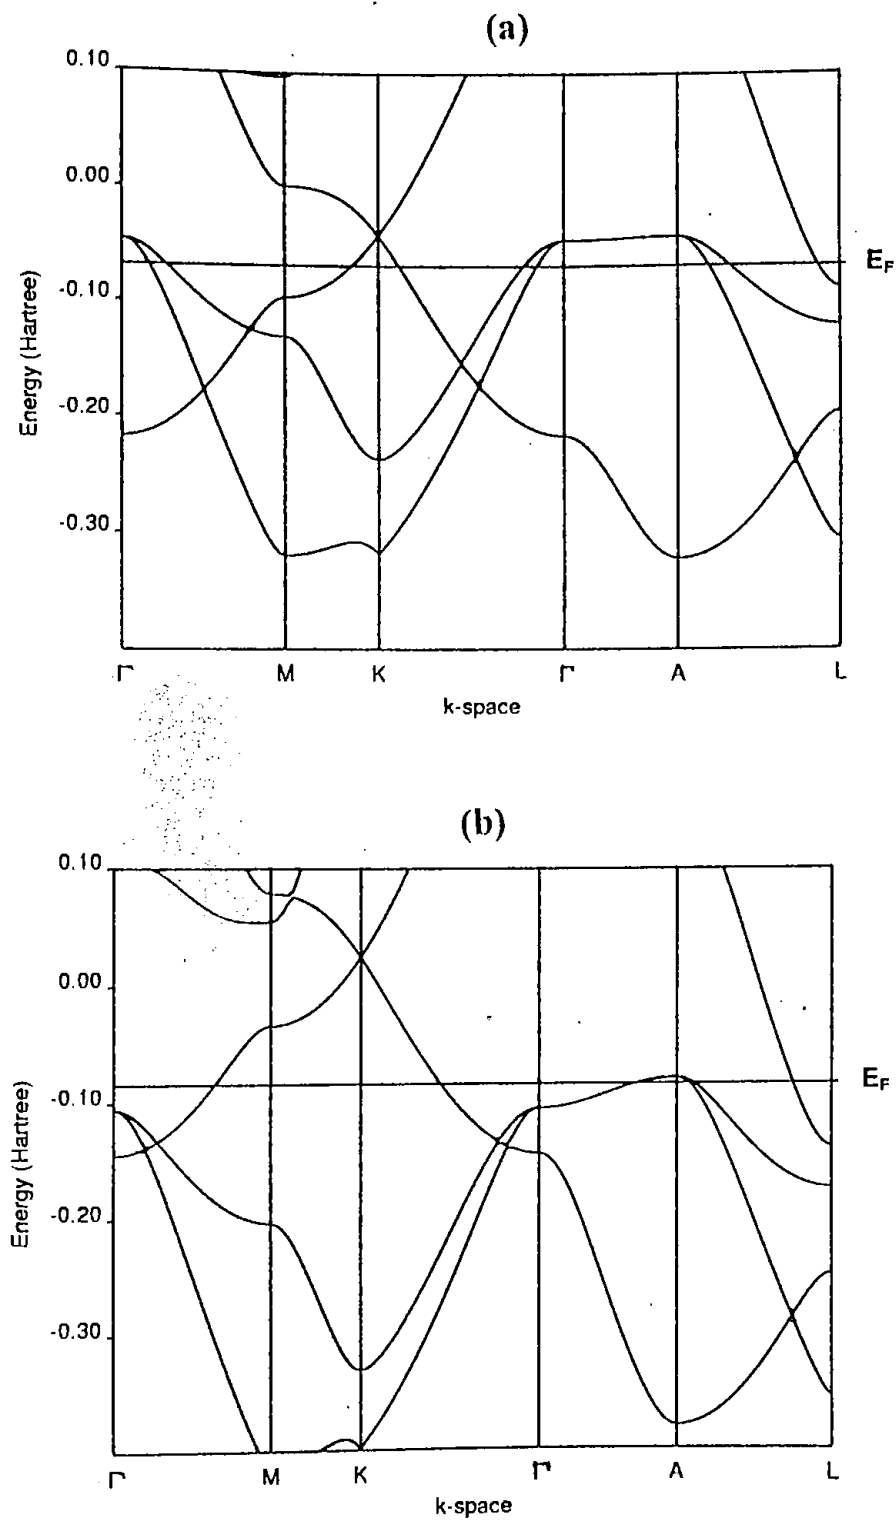 (a)
0.10
0.00
-0.10
-0.20
-0.30
Energy (Hartree)
E_F
Γ M K Γ A L
k-space
(b)
0.10
0.00
-0.10
-0.20
-0.30
Energy (Hartree)
E_F
Γ M K Γ A L
k-space